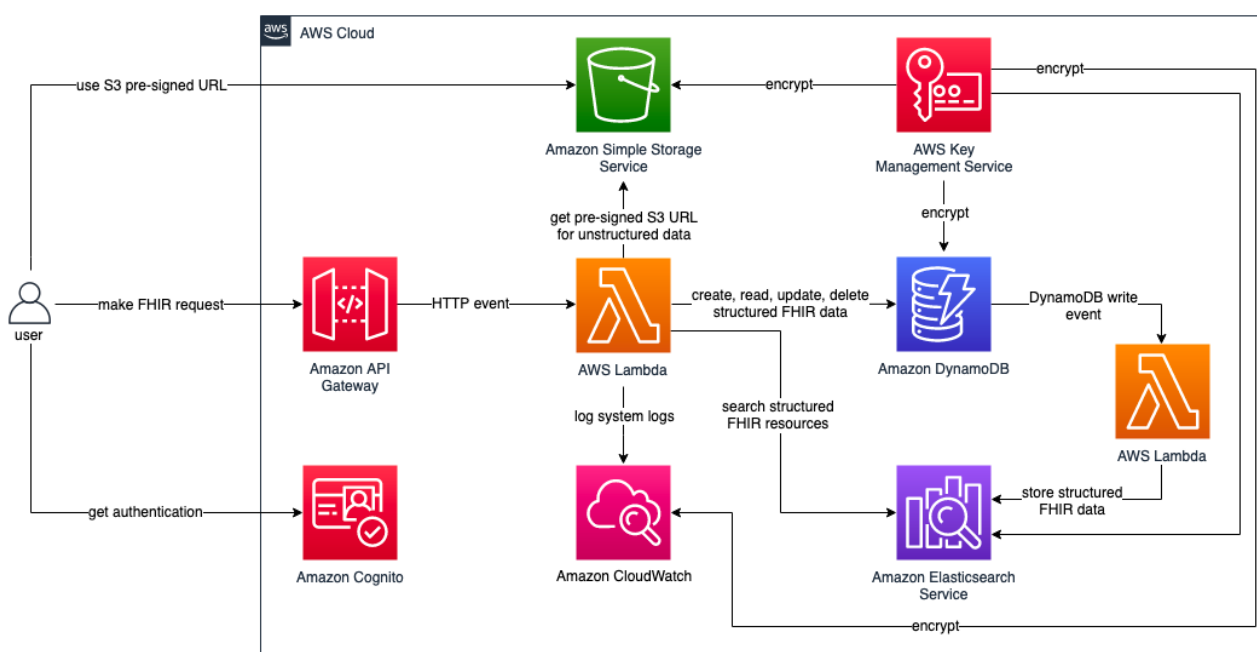 aws
AWS Cloud
use S3 pre-signed URL
encrypt
encrypt
Amazon Simple Storage
Service
AWS Key
Management Service
get pre-signed S3 URL
for unstructured data
encrypt
user
make FHIR request
</>
HTTP event
create, read, update, delete
structured FHIR data
DynamoDB write
event
Amazon API
Gateway
AWS Lambda
Amazon DynamoDB
log system logs
search structured
FHIR resources
AWS Lambda
get authentication
store structured
FHIR data
Amazon Cognito
Amazon CloudWatch
Amazon Elasticsearch
Service
encrypt